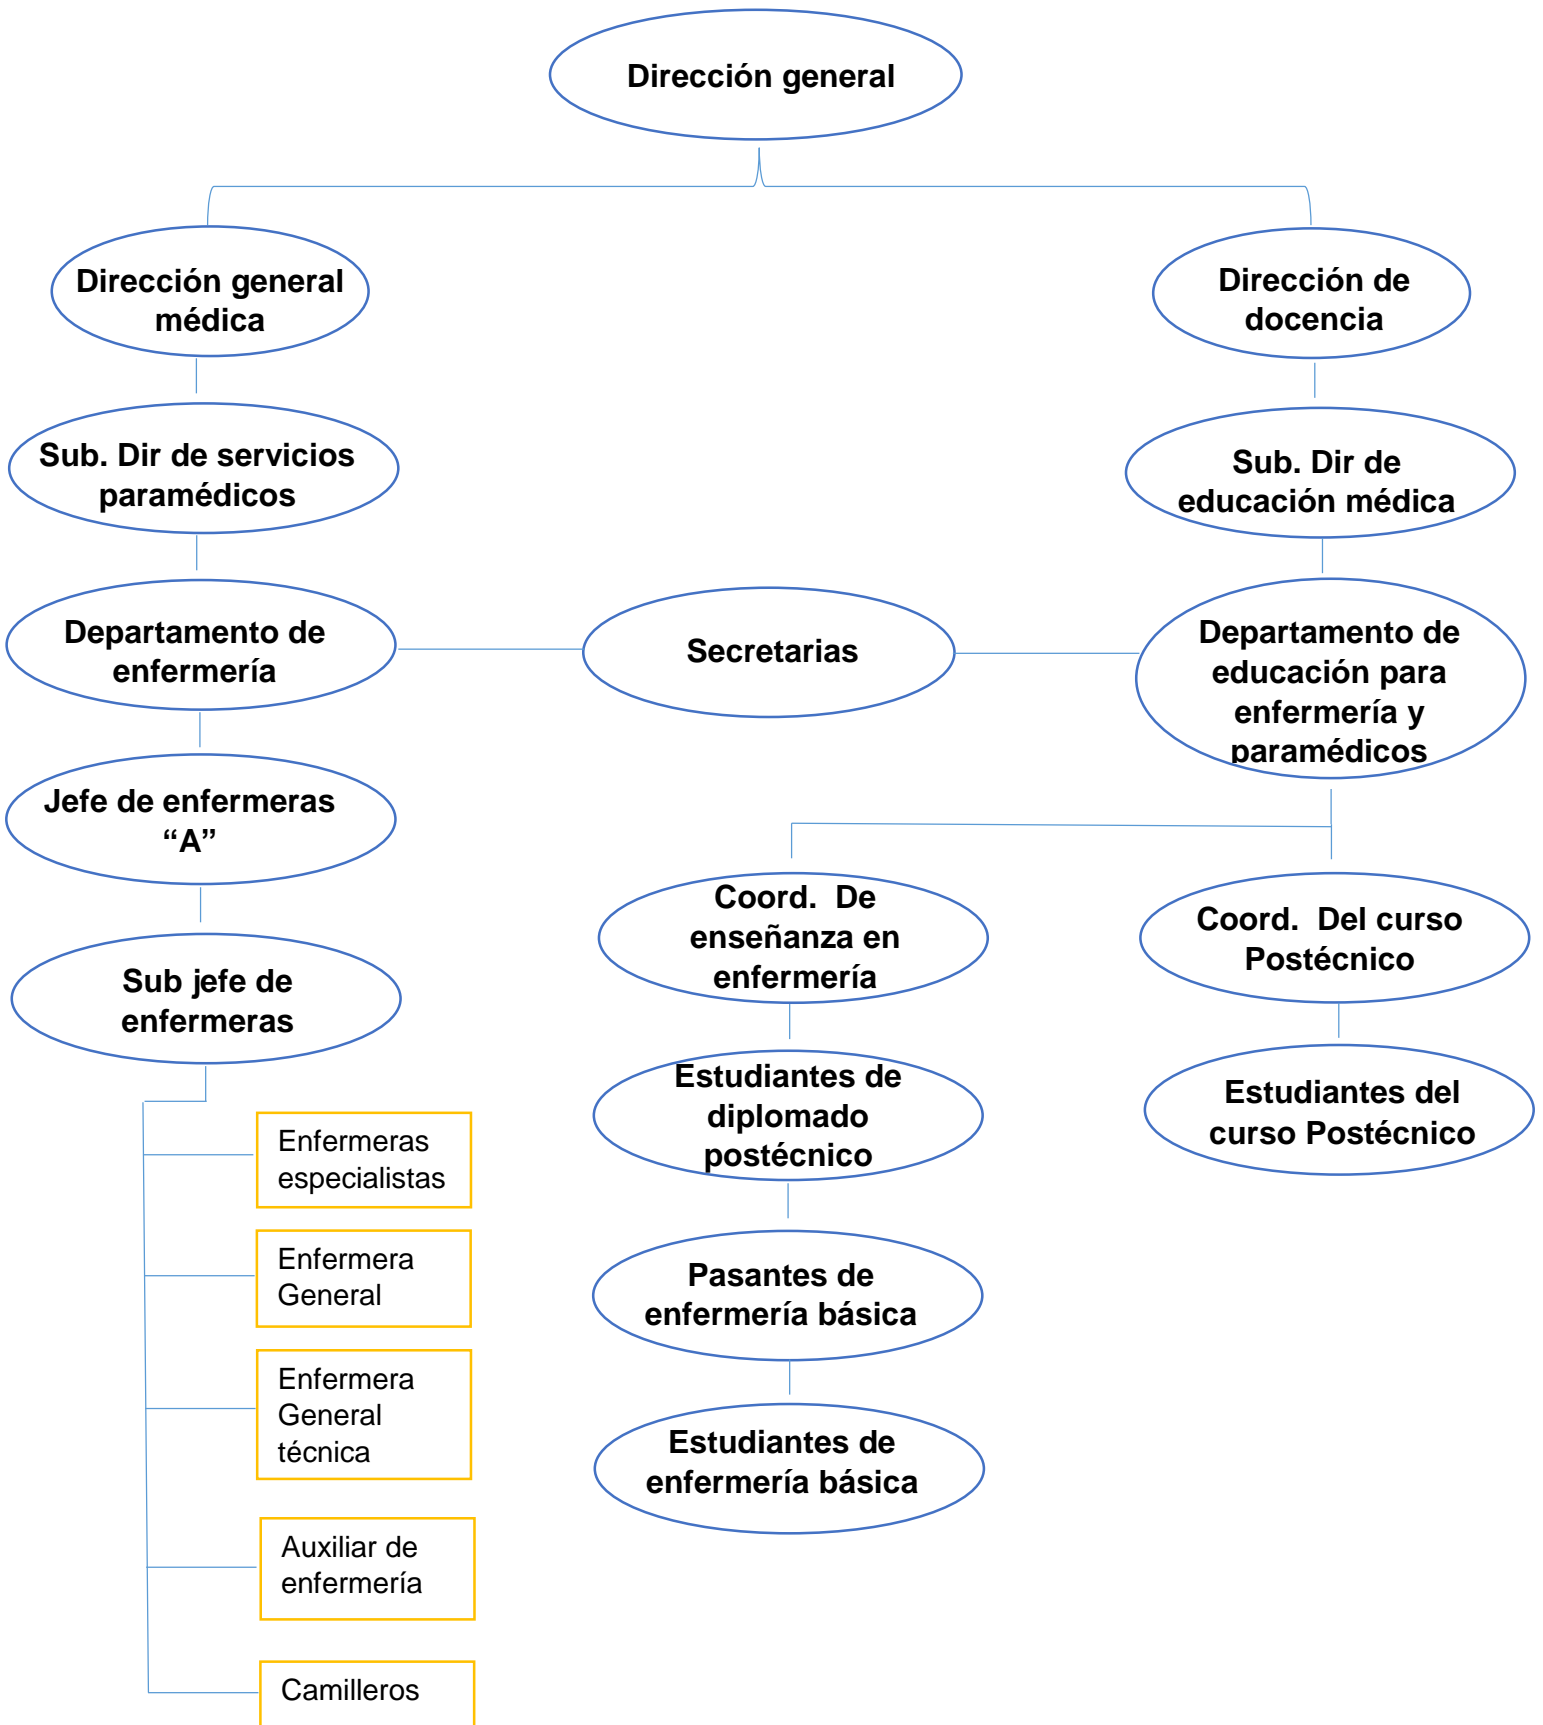 Dirección general
Dirección general
médica
Dirección de
docencia
Sub. Dir de servicios
paramédicos
Sub. Dir de
educación médica
Departamento de
enfermería
Secretarias
Departamento de
educación para
enfermería y
paramédicos
Jefe de enfermeras
“A”
Coord.  De
enseñanza en
enfermería
Coord.  Del curso
Postécnico
Sub jefe de
enfermeras
Estudiantes de
diplomado
postécnico
Estudiantes del
curso Postécnico
Enfermeras
especialistas
Enfermera
General
Pasantes de
enfermería básica
Enfermera
General
técnica
Estudiantes de
enfermería básica
Auxiliar de
enfermería
Camilleros